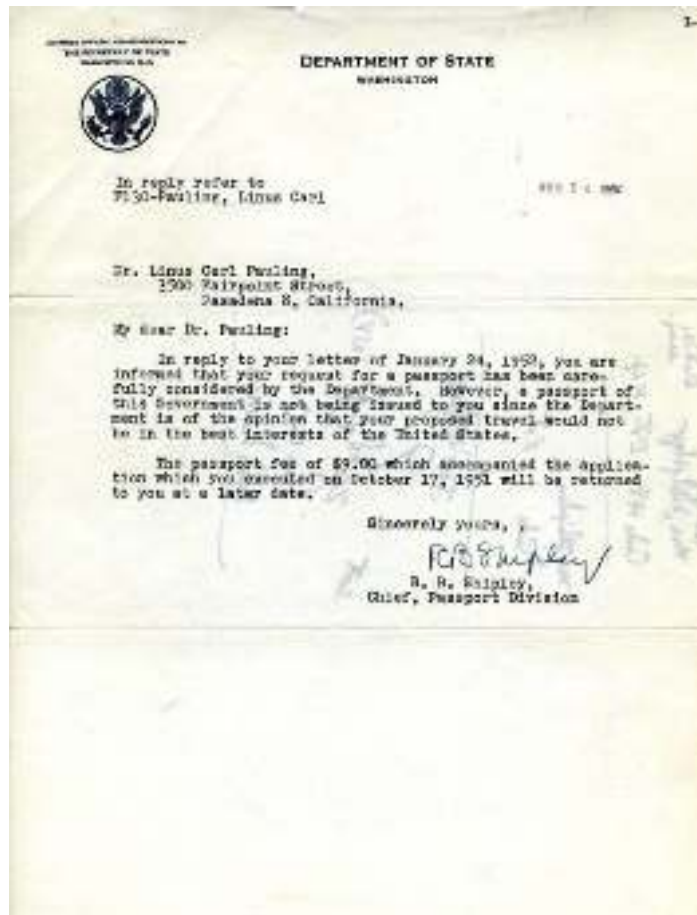 DEPARTMENT OF STATE
WASHINGTON
In reply refer to
F130-Pauling, Linus Carl
Dr. Linus Carl Pauling,
3500 Fairpoint Street,
Pasadena 8, California.
My dear Dr. Pauling:
In reply to your letter of January 24, 1952, you are
informed that your request for a passport has been care-
fully considered by the Department. However, a passport of
this Government is not being issued to you since the Depart-
ment is of the opinion that your proposed travel would not
be in the best interests of the United States.
The passport fee of $9.00 which accompanied the applica-
tion which you executed on October 17, 1951 will be returned
to you at a later date.
Sincerely yours,
RB Shipley
R. B. Shipley,
Chief, Passport Division